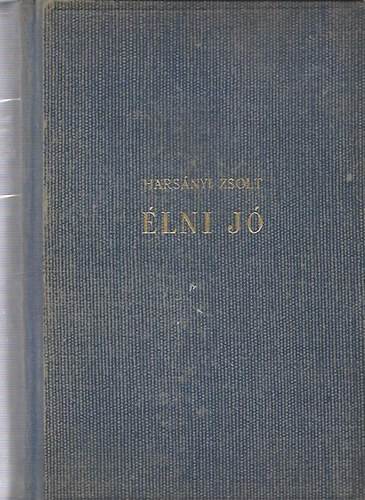 HARSÁNYI ZSOLT
ÉLNI JÓ